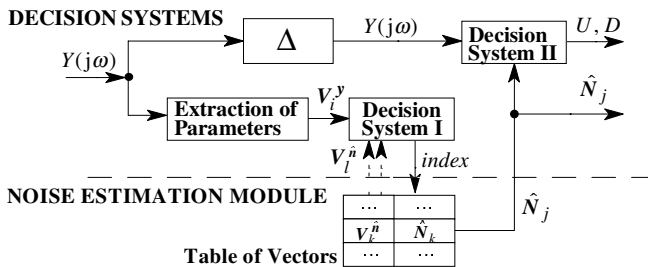 DECISION SYSTEMS
Y(jω)
Δ
Y(jω)
Decision
System II
U, D
Extraction of
Parameters
V_i^y
Decision
System I
N̂_j
V_l^n̂
index
NOISE ESTIMATION MODULE
... ...
V_k^n̂ N̂_k
... ...
N̂_j
Table of Vectors